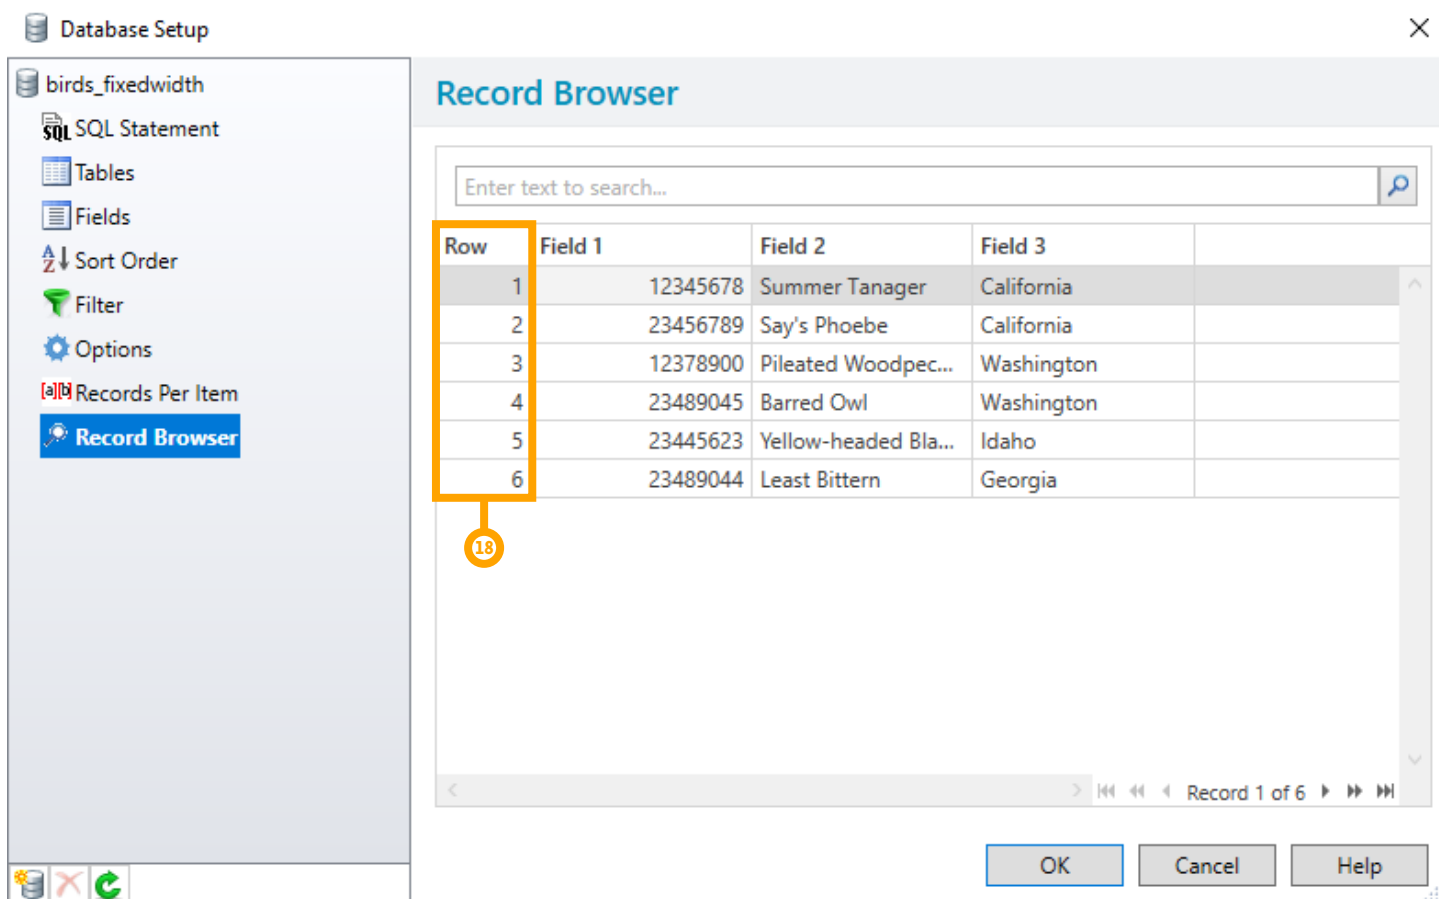 Database Setup
birds_fixedwidth
SQL SQL Statement
Tables
Fields
AZ Sort Order
Filter
Options
[a][b] Records Per Item
Record Browser
Record Browser
Enter text to search...
Row Field 1 Field 2 Field 3
1 12345678 Summer Tanager California
2 23456789 Say's Phoebe California
3 12378900 Pileated Woodpec... Washington
4 23489045 Barred Owl Washington
5 23445623 Yellow-headed Bla... Idaho
6 23489044 Least Bittern Georgia
18
Record 1 of 6
OK Cancel Help